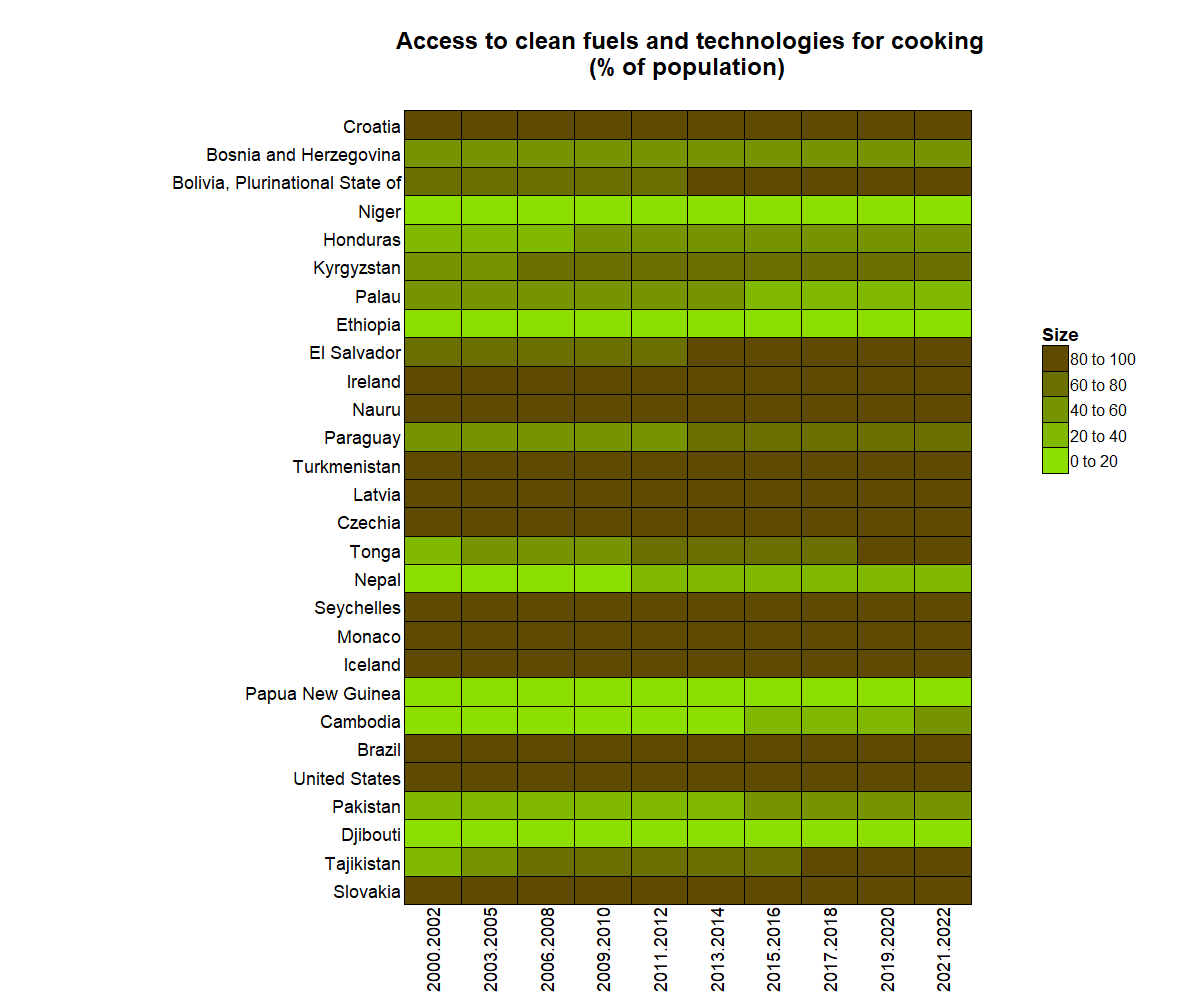 Access to clean fuels and technologies for cooking
(% of population)
Croatia
Bosnia and Herzegovina
Bolivia, Plurinational State of
Niger
Honduras
Kyrgyzstan
Palau
Ethiopia
El Salvador
Ireland
Nauru
Paraguay
Turkmenistan
Latvia
Czechia
Tonga
Nepal
Seychelles
Monaco
Iceland
Papua New Guinea
Cambodia
Brazil
United States
Pakistan
Djibouti
Tajikistan
Slovakia
2000.2002
2003.2005
2006.2008
2009.2010
2011.2012
2013.2014
2015.2016
2017.2018
2019.2020
2021.2022
Size
80 to 100
60 to 80
40 to 60
20 to 40
0 to 20